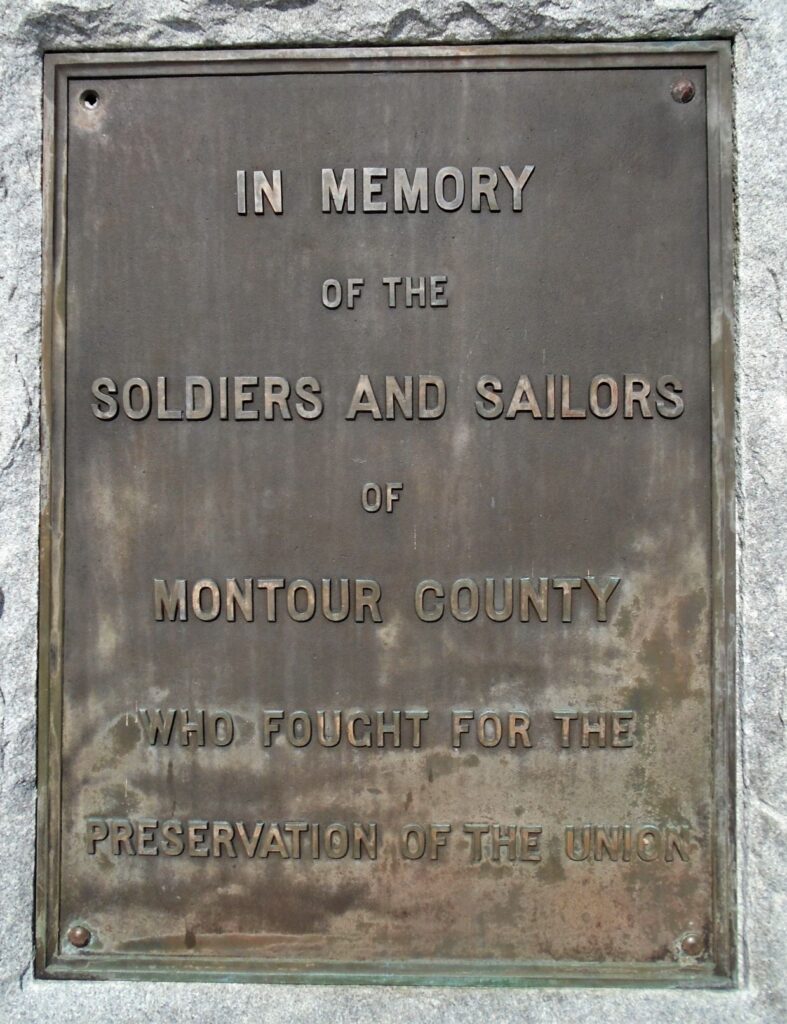 IN MEMORY
OF THE
SOLDIERS AND SAILORS
OF
MONTOUR COUNTY
WHO FOUGHT FOR THE
PRESERVATION OF THE UNION